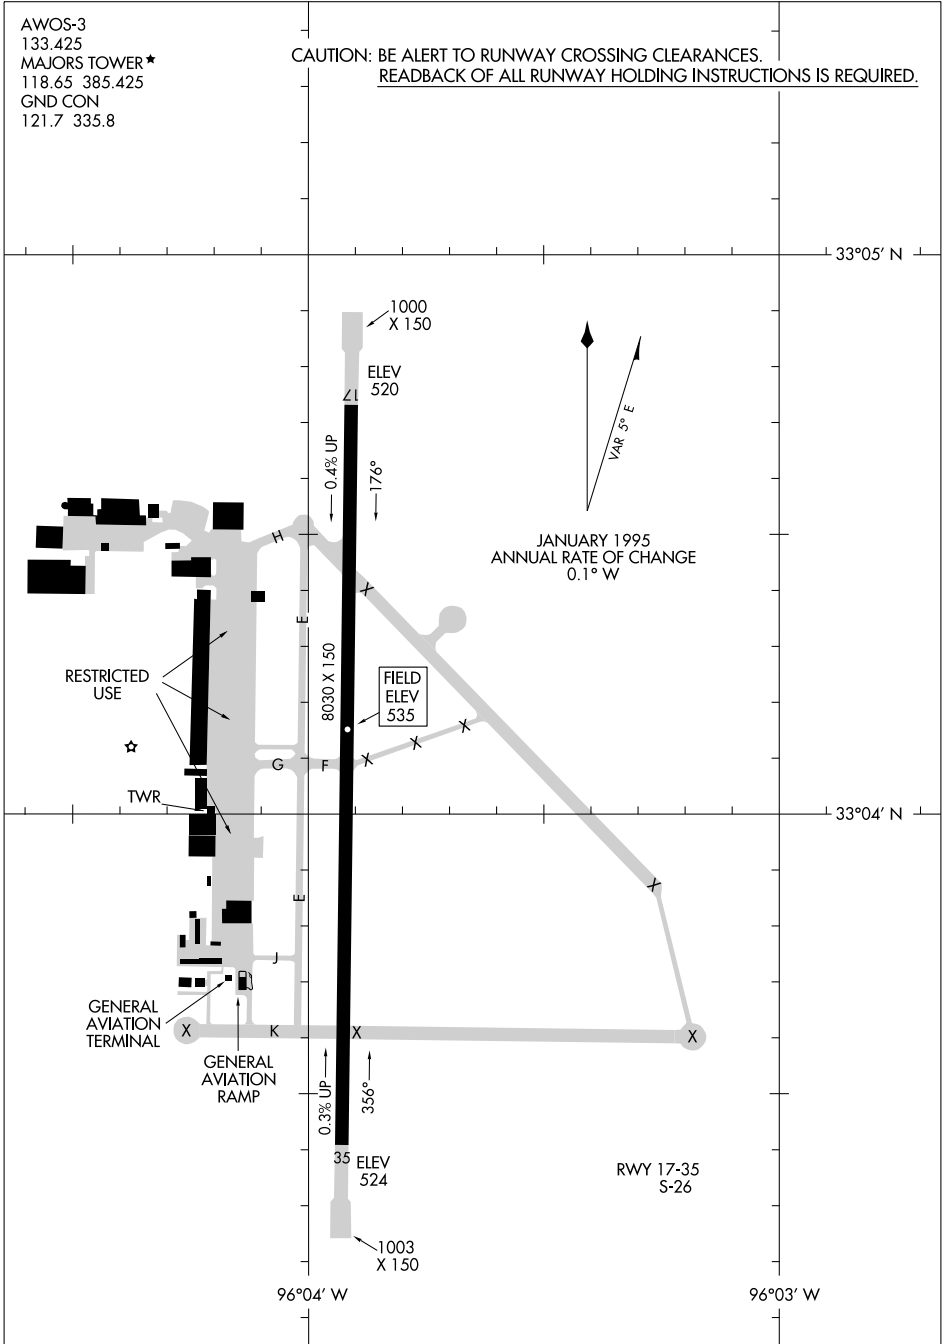 AWOS-3
133.425
MAJORS TOWER★
118.65 385.425
GND CON
121.7 335.8
CAUTION: BE ALERT TO RUNWAY CROSSING CLEARANCES.
READBACK OF ALL RUNWAY HOLDING INSTRUCTIONS IS REQUIRED.
33°05' N
1000
X 150
ELEV
520
17
0.4% UP
176°
VAR 5° E
JANUARY 1995
ANNUAL RATE OF CHANGE
0.1° W
H
X
E
8030 X 150
RESTRICTED
USE
FIELD
ELEV
535
X
X
X
G
F
TWR
33°04' N
X
E
J
GENERAL
AVIATION
TERMINAL
X
K
X
X
GENERAL
AVIATION
RAMP
0.3% UP
356°
35
ELEV
524
RWY 17-35
S-26
1003
X 150
96°04' W
96°03' W